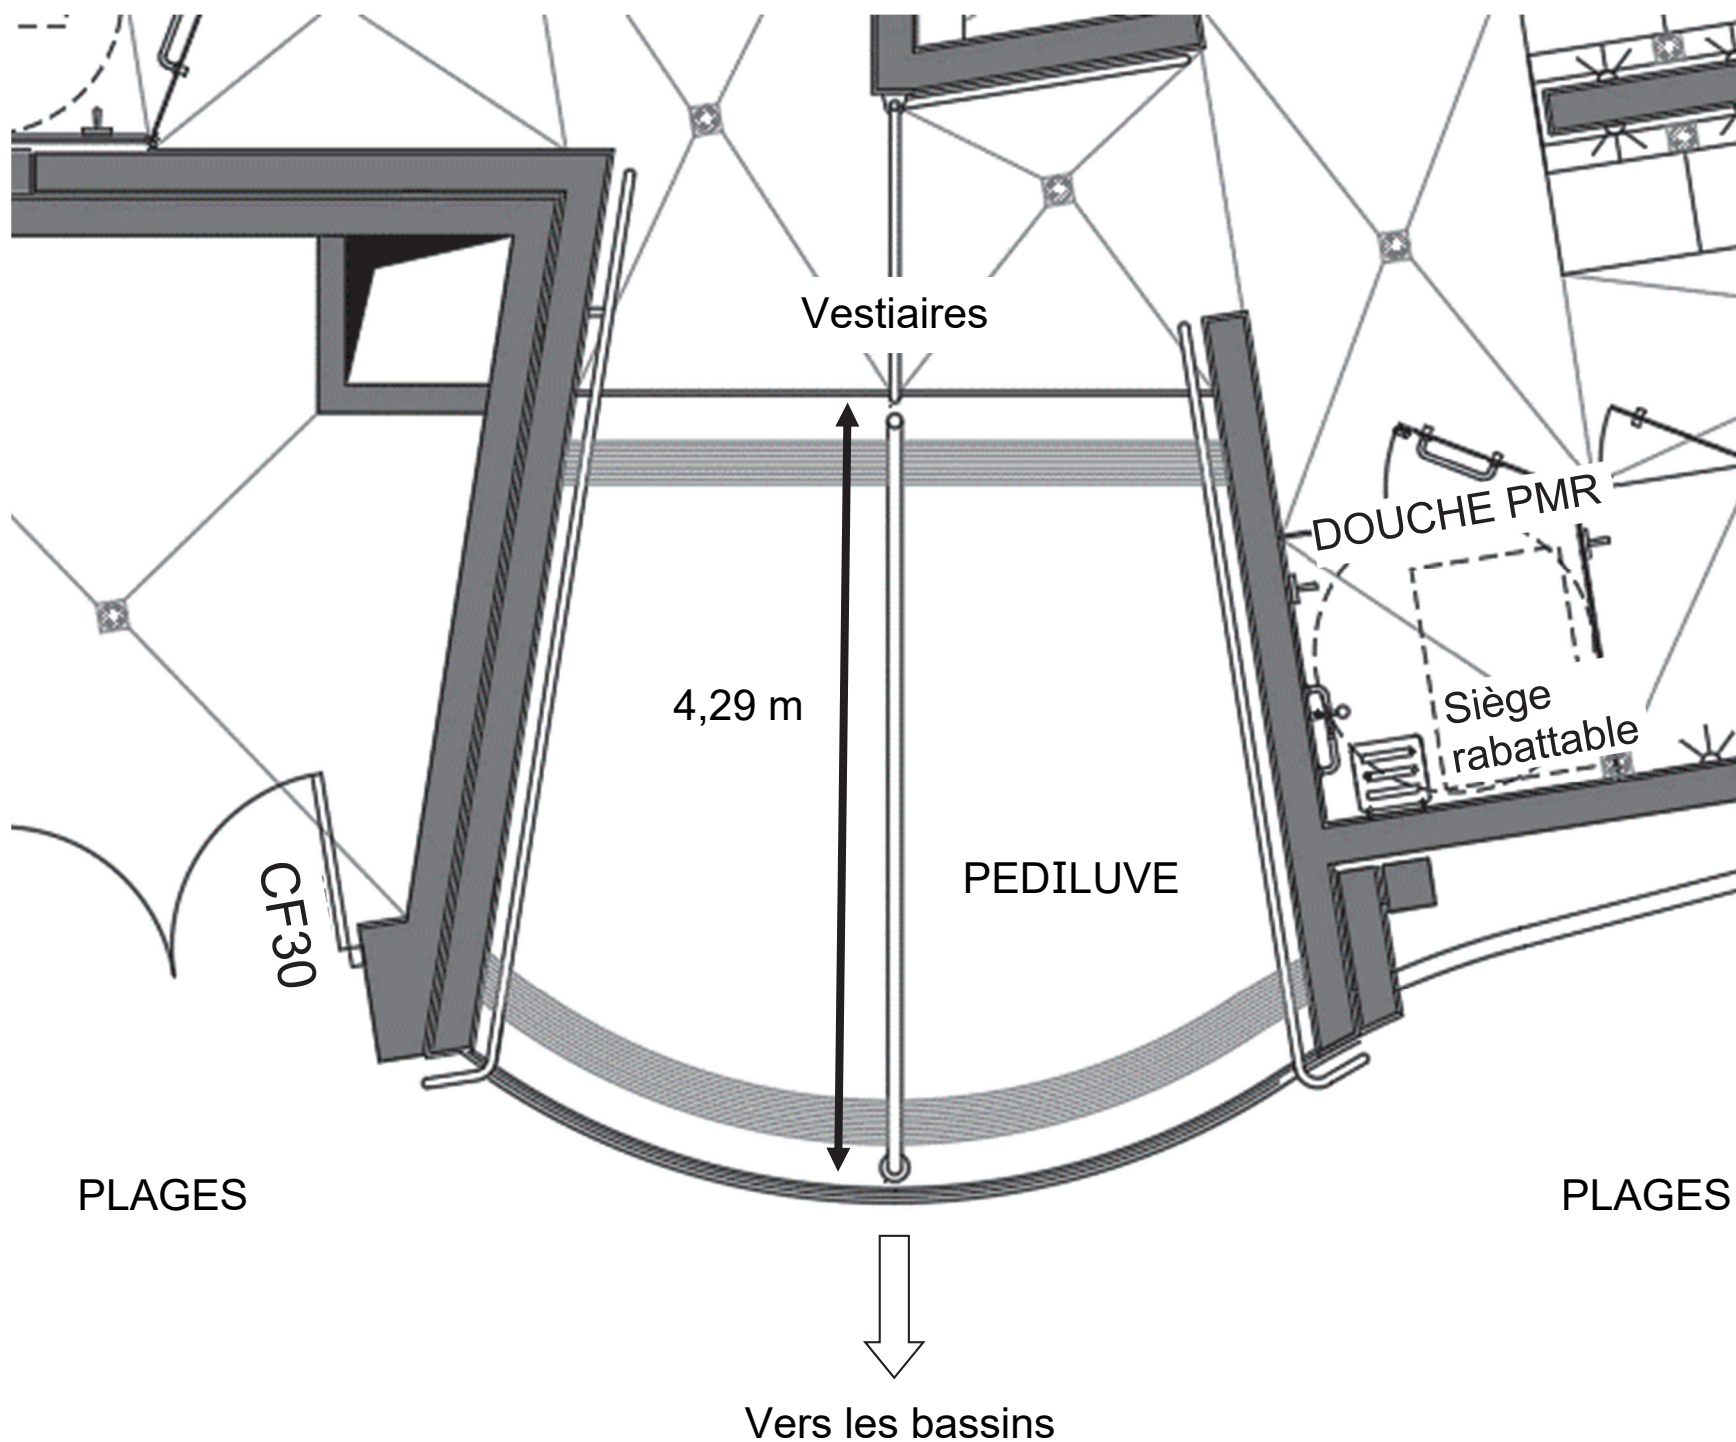 Vestiaires
DOUCHE PMR
4,29 m
Siège
rabattable
PEDILUVE
CF30
PLAGES
PLAGES
Vers les bassins